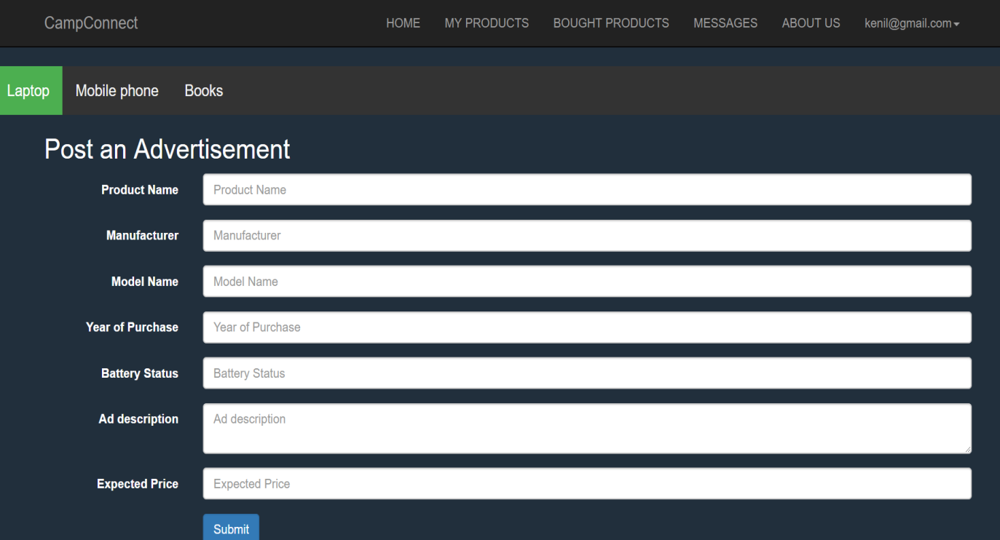 CampConnect HOME MY PRODUCTS BOUGHT PRODUCTS MESSAGES ABOUT US kenil@gmail.com
Laptop Mobile phone Books
Post an Advertisement
Product Name Product Name
Manufacturer Manufacturer
Model Name Model Name
Year of Purchase Year of Purchase
Battery Status Battery Status
Ad description Ad description
Expected Price Expected Price
Submit